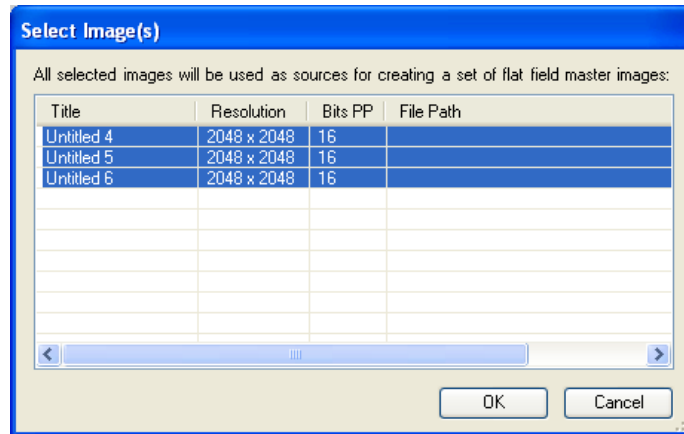 Select Image(s)
All selected images will be used as sources for creating a set of flat field master images:
Title Resolution Bits PP File Path
Untitled 4 2048 x 2048 16
Untitled 5 2048 x 2048 16
Untitled 6 2048 x 2048 16
OK Cancel